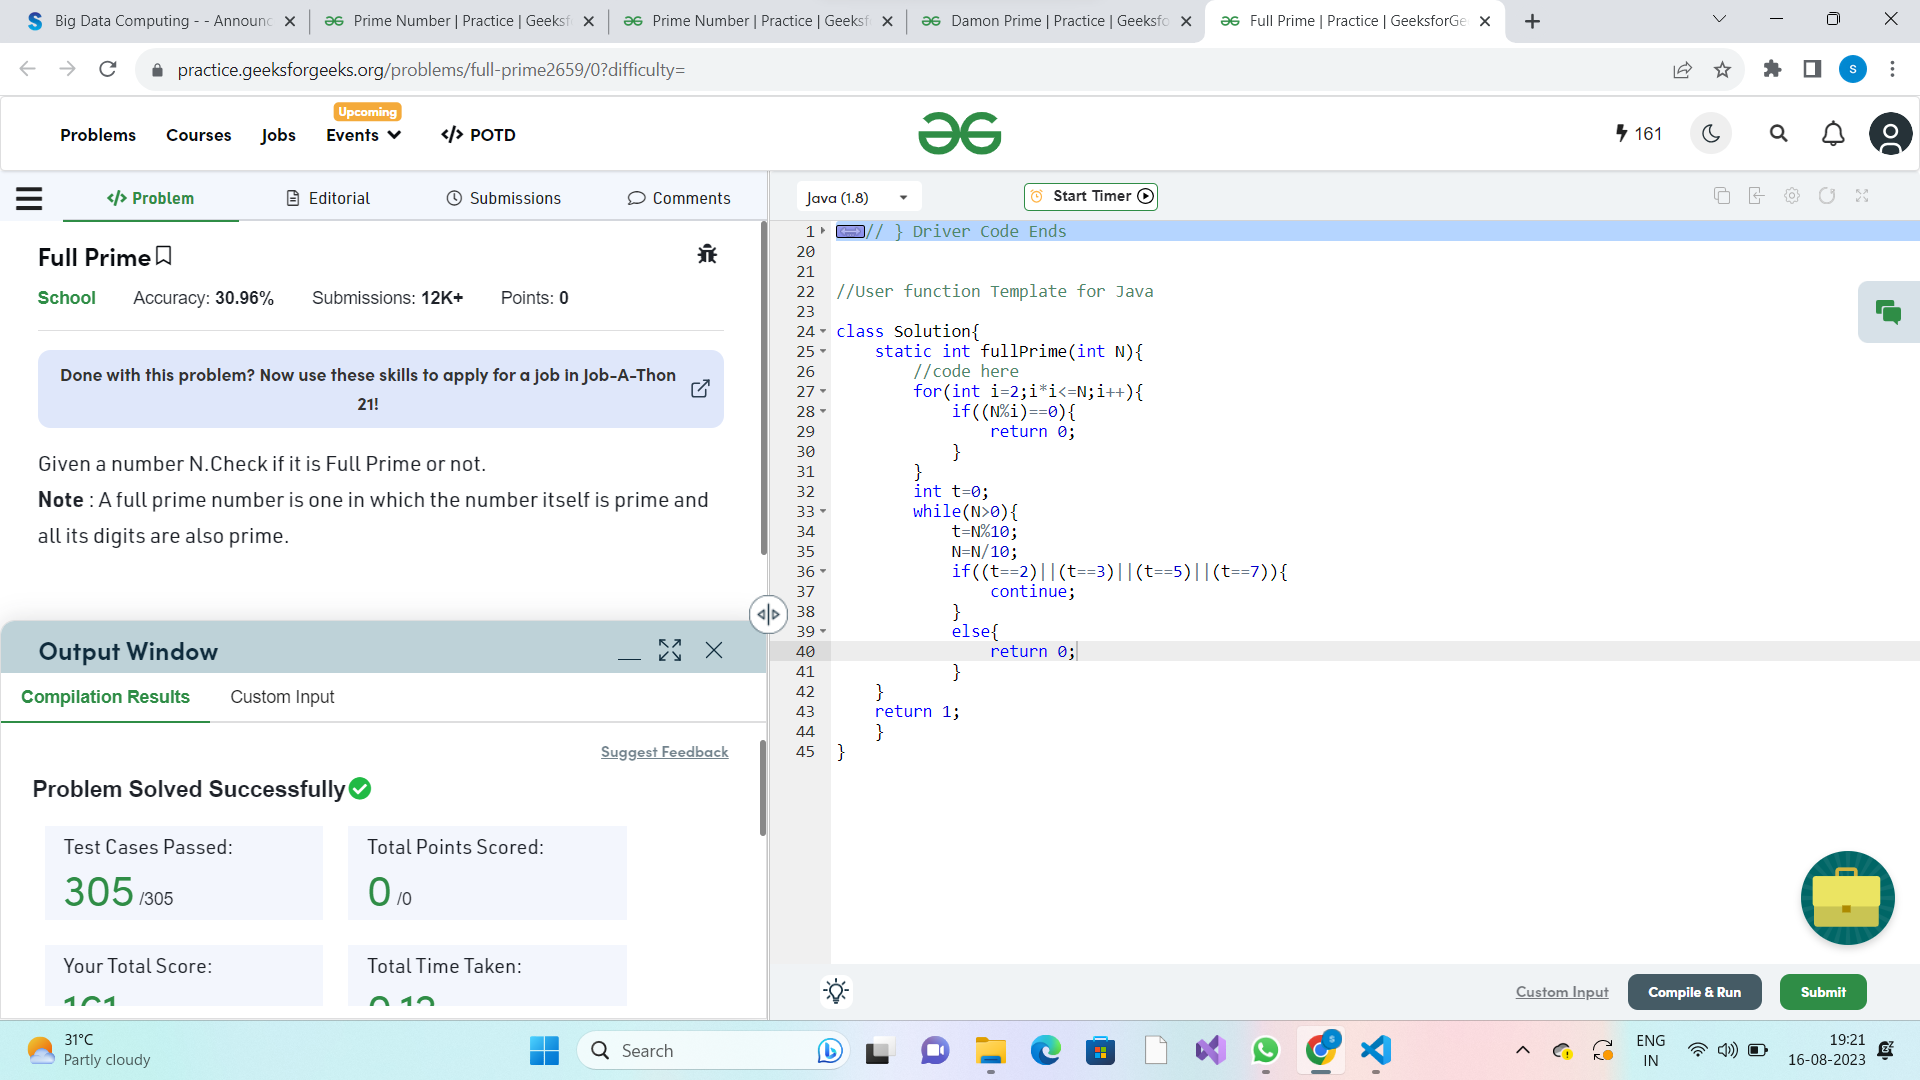 Big Data Computing - - Announc
Prime Number | Practice | Geeksf
Prime Number | Practice | Geeksf
Damon Prime | Practice | Geeksfo
Full Prime | Practice | GeeksforGe
practice.geeksforgeeks.org/problems/full-prime2659/0?difficulty=
s
Problems
Courses
Jobs
Upcoming
Events
</> POTD
161
</> Problem
Editorial
Submissions
Comments
Java (1.8)
Start Timer
Full Prime
School
Accuracy: 30.96%
Submissions: 12K+
Points: 0
Done with this problem? Now use these skills to apply for a job in Job-A-Thon
21!
Given a number N.Check if it is Full Prime or not.
Note : A full prime number is one in which the number itself is prime and
all its digits are also prime.
Output Window
Compilation Results
Custom Input
Suggest Feedback
Problem Solved Successfully
Test Cases Passed:
305 /305
Total Points Scored:
0 /0
Your Total Score:
161
Total Time Taken:
0.12
1 // } Driver Code Ends
20
21
22 //User function Template for Java
23
24 class Solution{
25 static int fullPrime(int N){
26 //code here
27 for(int i=2;i*i<=N;i++){
28 if((N%i)==0){
29 return 0;
30 }
31 }
32 int t=0;
33 while(N>0){
34 t=N%10;
35 N=N/10;
36 if((t==2)||(t==3)||(t==5)||(t==7)){
37 continue;
38 }
39 else{
40 return 0;
41 }
42 }
43 return 1;
44 }
45 }
Custom Input
Compile & Run
Submit
31°C
Partly cloudy
Search
ENG
IN
19:21
16-08-2023